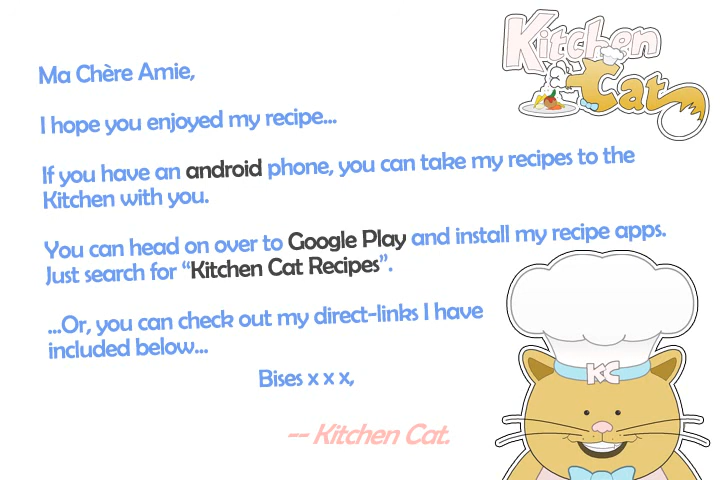 Kitchen
Cat
Ma Chère Amie,
I hope you enjoyed my recipe...
If you have an android phone, you can take my recipes to the
Kitchen with you.
You can head on over to Google Play and install my recipe apps.
Just search for “Kitchen Cat Recipes”.
...Or, you can check out my direct-links I have
included below...
Bises x x x,
-- Kitchen Cat.
KC